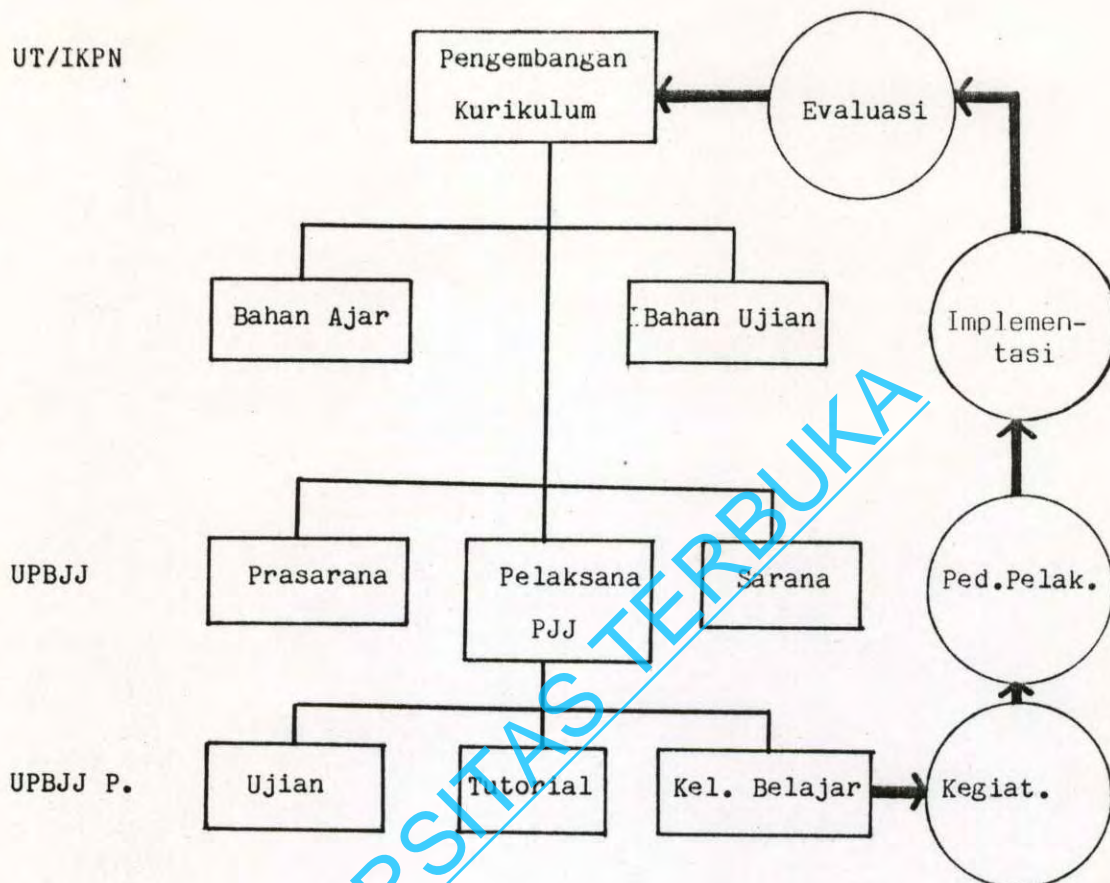 UT/IKPN
Pengembangan
Kurikulum
Evaluasi
Bahan Ajar
Bahan Ujian
Implemen-
tasi
UPBJJ
Prasarana
Pelaksana
PJJ
Sarana
Ped.Pelak.
UPBJJ P.
Ujian
Tutorial
Kel. Belajar
Kegiat.
RSITAS TERBUKA